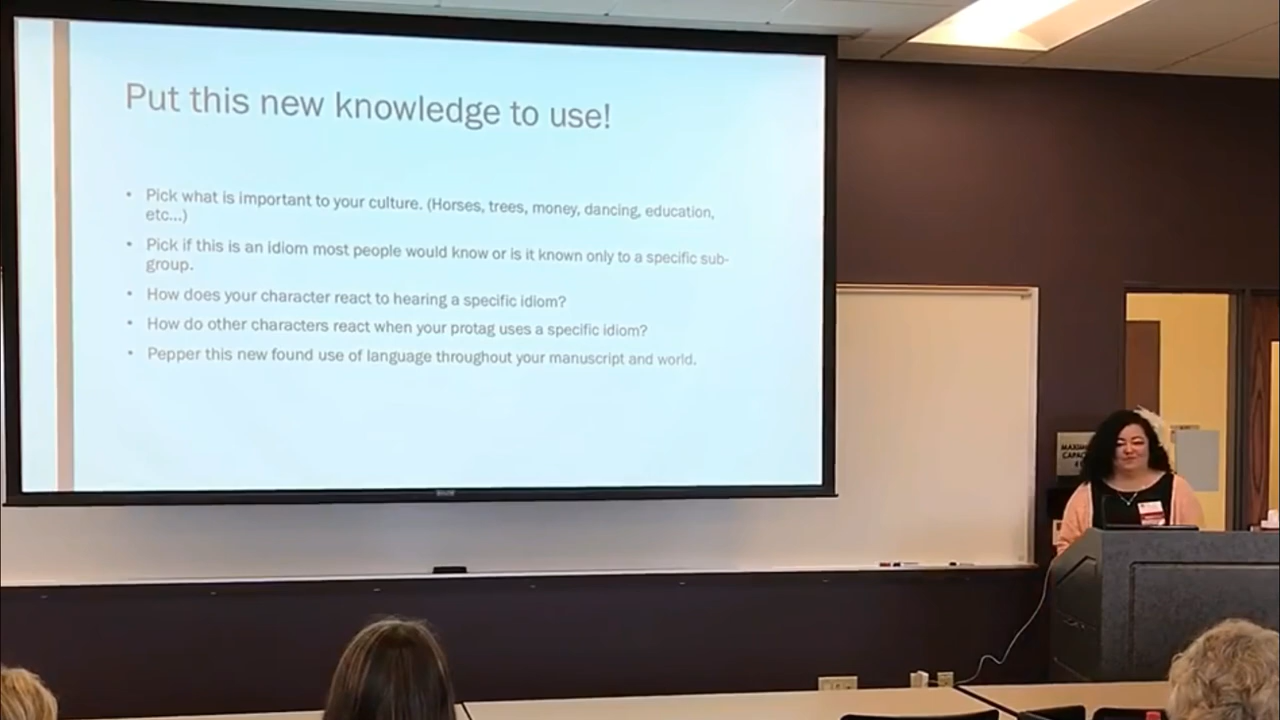 Put this new knowledge to use!
• Pick what is important to your culture. (Horses, trees, money, dancing, education,
etc...)
• Pick if this is an idiom most people would know or is it known only to a specific sub-
group.
• How does your character react to hearing a specific idiom?
• How do other characters react when your protag uses a specific idiom?
• Pepper this new found use of language throughout your manuscript and world.